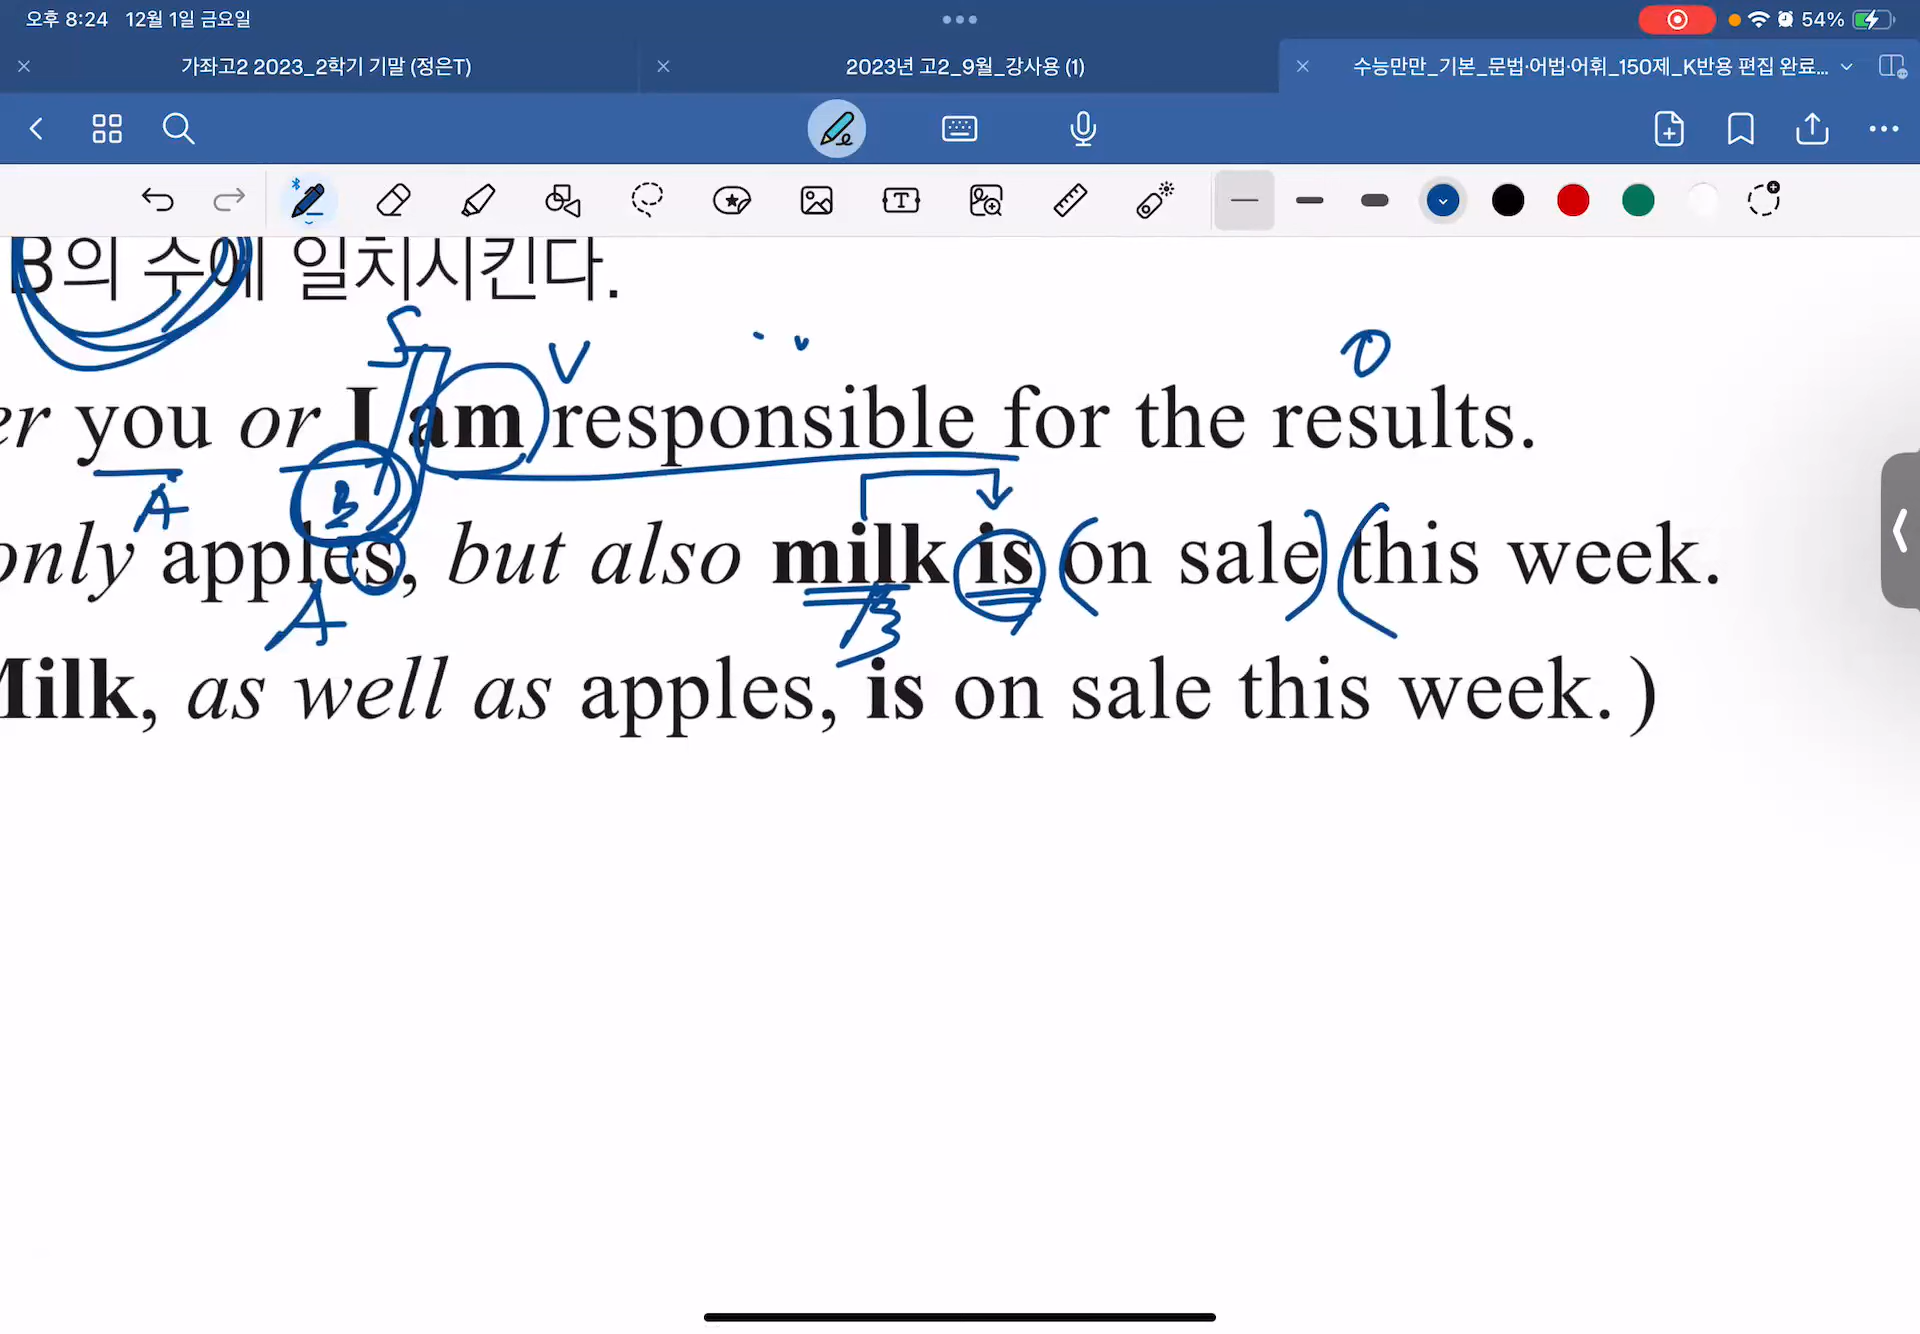 오후 8:24 12월 1일 금요일 54%
가좌고2 2023_2학기 기말 (정은T) 2023년 고2_9월_강사용 (1) 수능만만_기본_문법·어법·어휘_150제_K반용 편집 완료...
B의 수에 일치시킨다.
S V O
er you or I am responsible for the results.
A B
only apples, but also milk is (on sale) (this week.
A B
Milk, as well as apples, is on sale this week. )